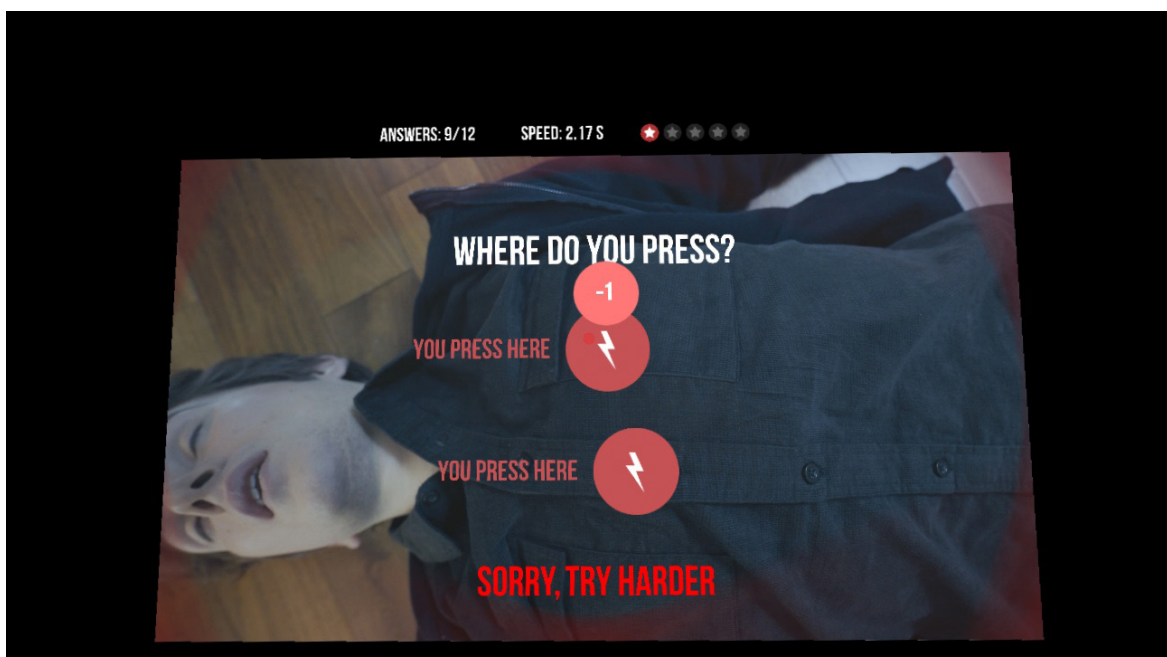 ANSWERS: 9/12 SPEED: 2.17 S
WHERE DO YOU PRESS?
-1
YOU PRESS HERE
YOU PRESS HERE
SORRY, TRY HARDER